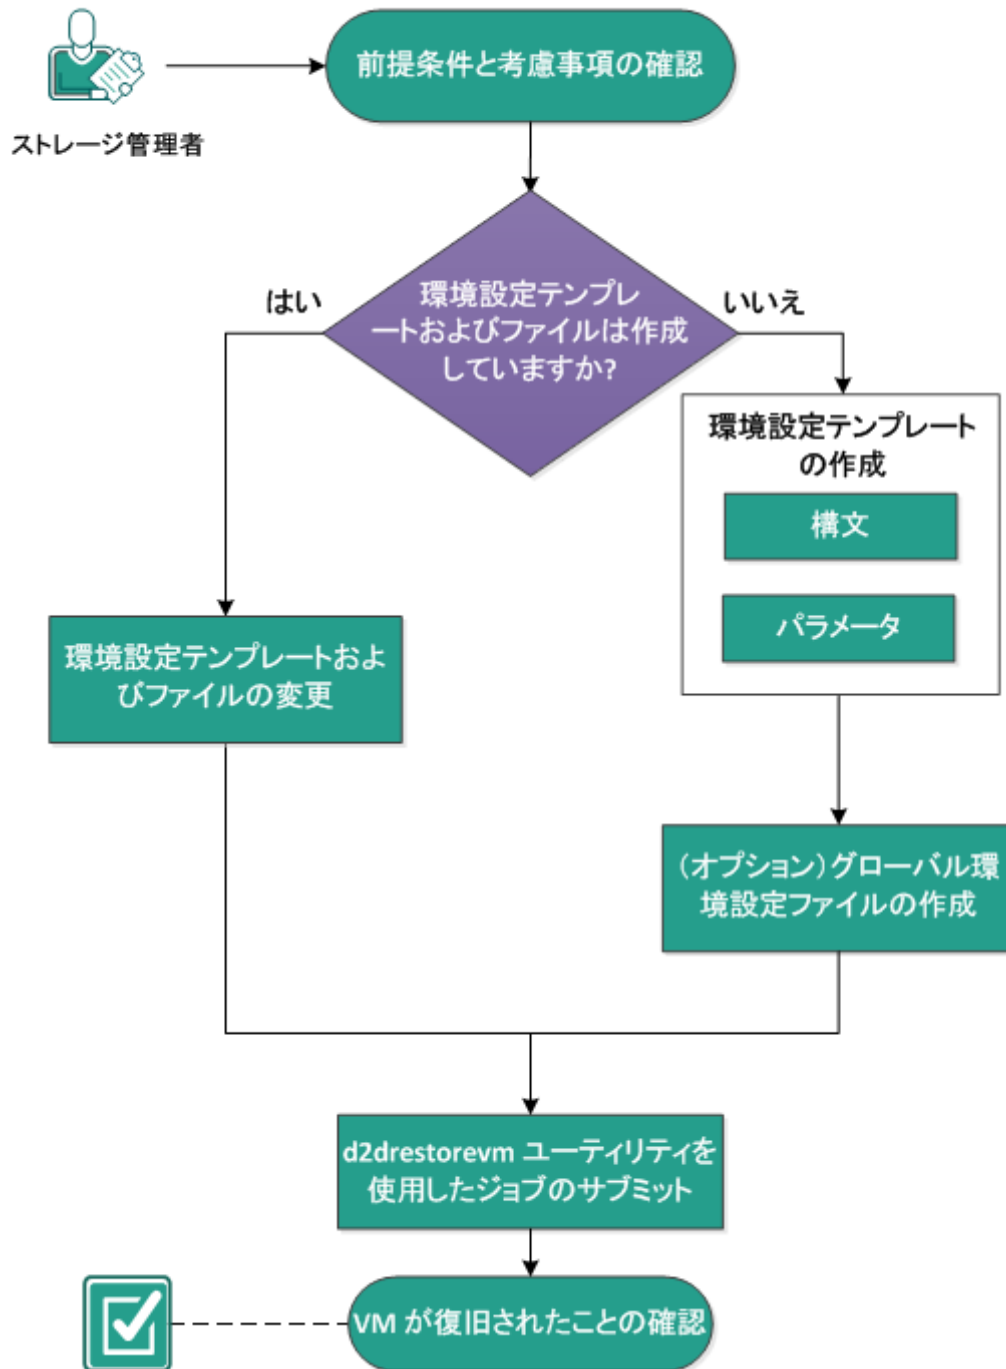 前提条件と考慮事項の確認
ストレージ管理者
環境設定テンプレ
ートおよびファイルは作成
していますか?
はい
いいえ
環境設定テンプレート
の作成
構文
パラメータ
環境設定テンプレートおよ
びファイルの変更
(オプション)グローバル環
境設定ファイルの作成
d2drestorevm ユーティリティを
使用したジョブのサブミット
VM が復旧されたことの確認